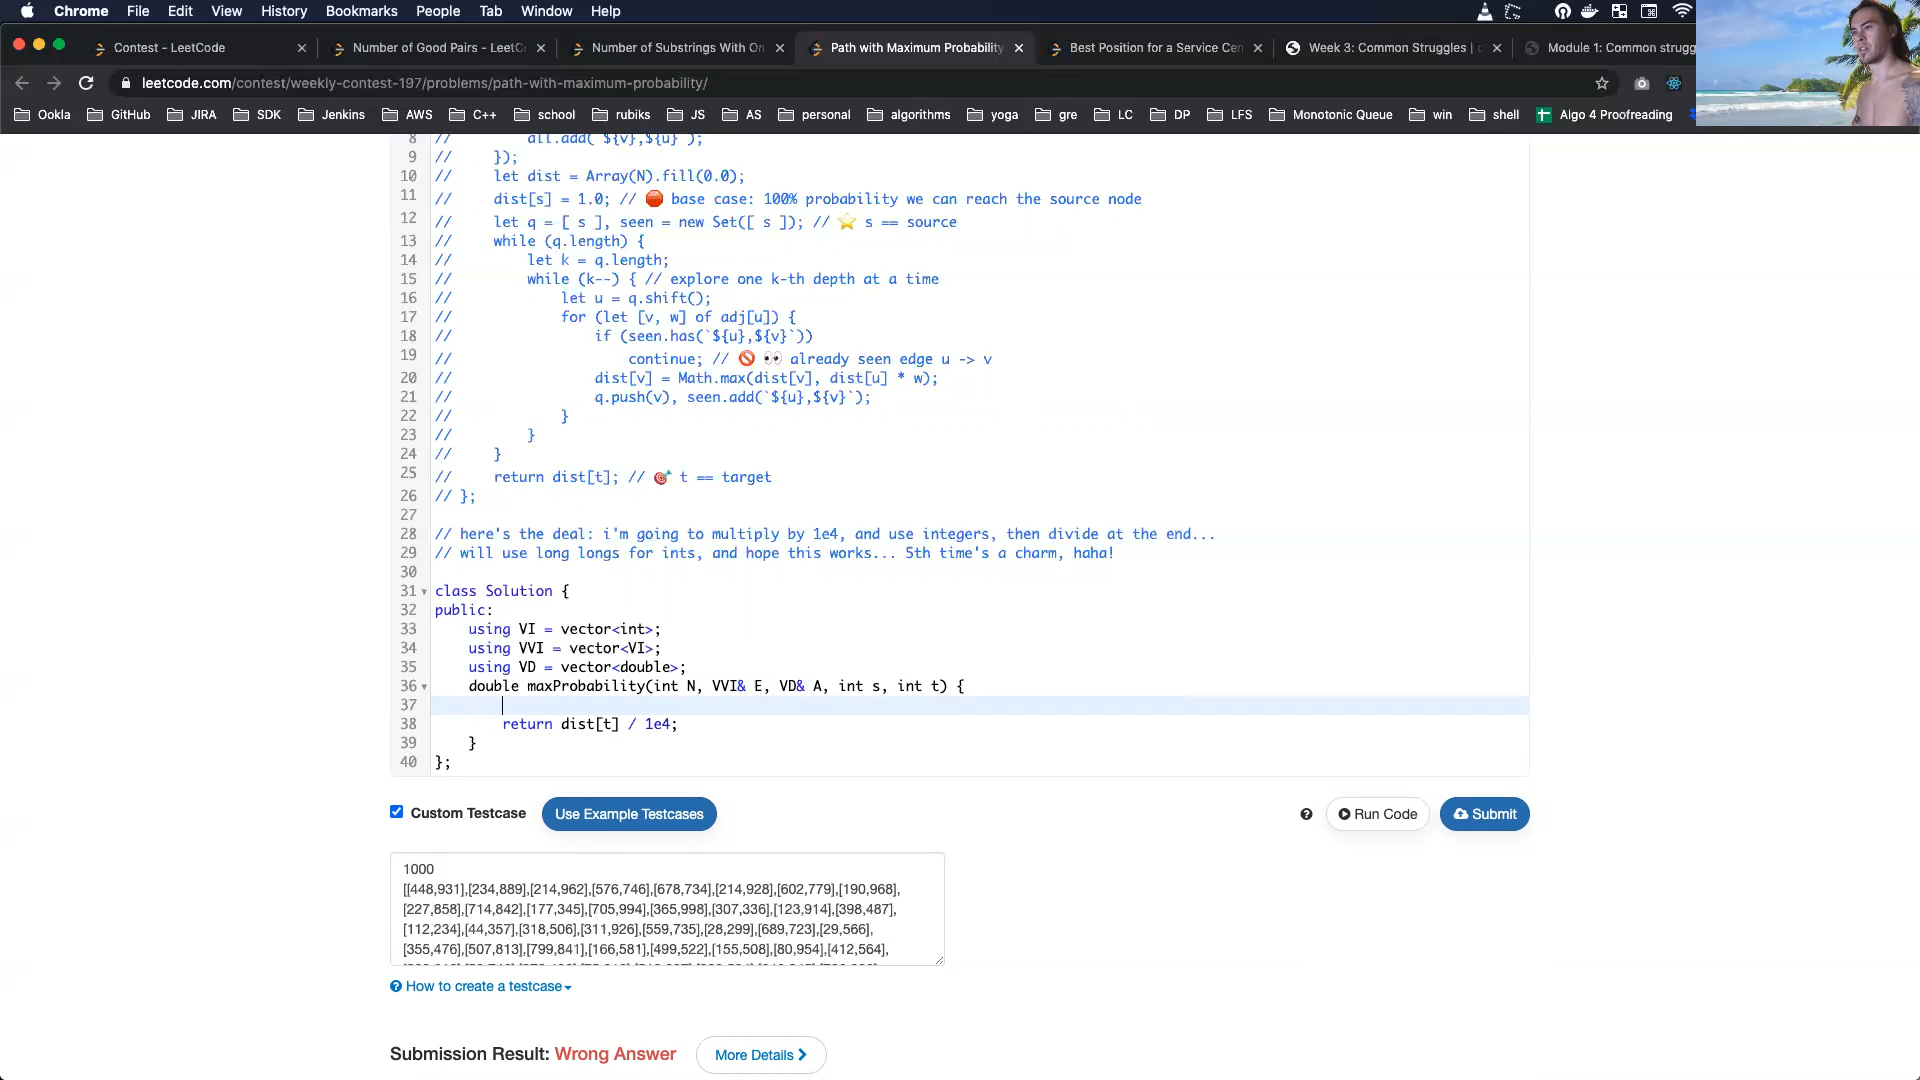 Chrome File Edit View History Bookmarks People Tab Window Help
Contest - LeetCode
Number of Good Pairs - LeetCo
Number of Substrings With On
Path with Maximum Probability
Best Position for a Service Cen
Week 3: Common Struggles | c
Module 1: Common strugg
leetcode.com/contest/weekly-contest-197/problems/path-with-maximum-probability/
Ookla GitHub JIRA SDK Jenkins AWS C++ school rubiks JS AS personal algorithms yoga gre LC DP LFS Monotonic Queue win shell Algo 4 Proofreading
8 // all.add(`${v},${u}`);
9 // });
10 // let dist = Array(N).fill(0.0);
11 // dist[s] = 1.0; // 🛑 base case: 100% probability we can reach the source node
12 // let q = [ s ], seen = new Set([ s ]); // ⭐ s == source
13 // while (q.length) {
14 // let k = q.length;
15 // while (k--) { // explore one k-th depth at a time
16 // let u = q.shift();
17 // for (let [v, w] of adj[u]) {
18 // if (seen.has(`${u},${v}`))
19 // continue; // 🚫 👀 already seen edge u -> v
20 // dist[v] = Math.max(dist[v], dist[u] * w);
21 // q.push(v), seen.add(`${u},${v}`);
22 // }
23 // }
24 // }
25 // return dist[t]; // 🎯 t == target
26 // };
27
28 // here's the deal: i'm going to multiply by 1e4, and use integers, then divide at the end...
29 // will use long longs for ints, and hope this works... 5th time's a charm, haha!
30
31 class Solution {
32 public:
33 using VI = vector<int>;
34 using VVI = vector<VI>;
35 using VD = vector<double>;
36 double maxProbability(int N, VVI& E, VD& A, int s, int t) {
37
38 return dist[t] / 1e4;
39 }
40 };
Custom Testcase Use Example Testcases Run Code Submit
1000
[[448,931],[234,889],[214,962],[576,746],[678,734],[214,928],[602,779],[190,968],
[227,858],[714,842],[177,345],[705,994],[365,998],[307,336],[123,914],[398,487],
[112,234],[44,357],[318,506],[311,926],[559,735],[28,299],[689,723],[29,566],
[355,476],[507,813],[799,841],[166,581],[499,522],[155,508],[80,954],[412,564],
How to create a testcase
Submission Result: Wrong Answer More Details